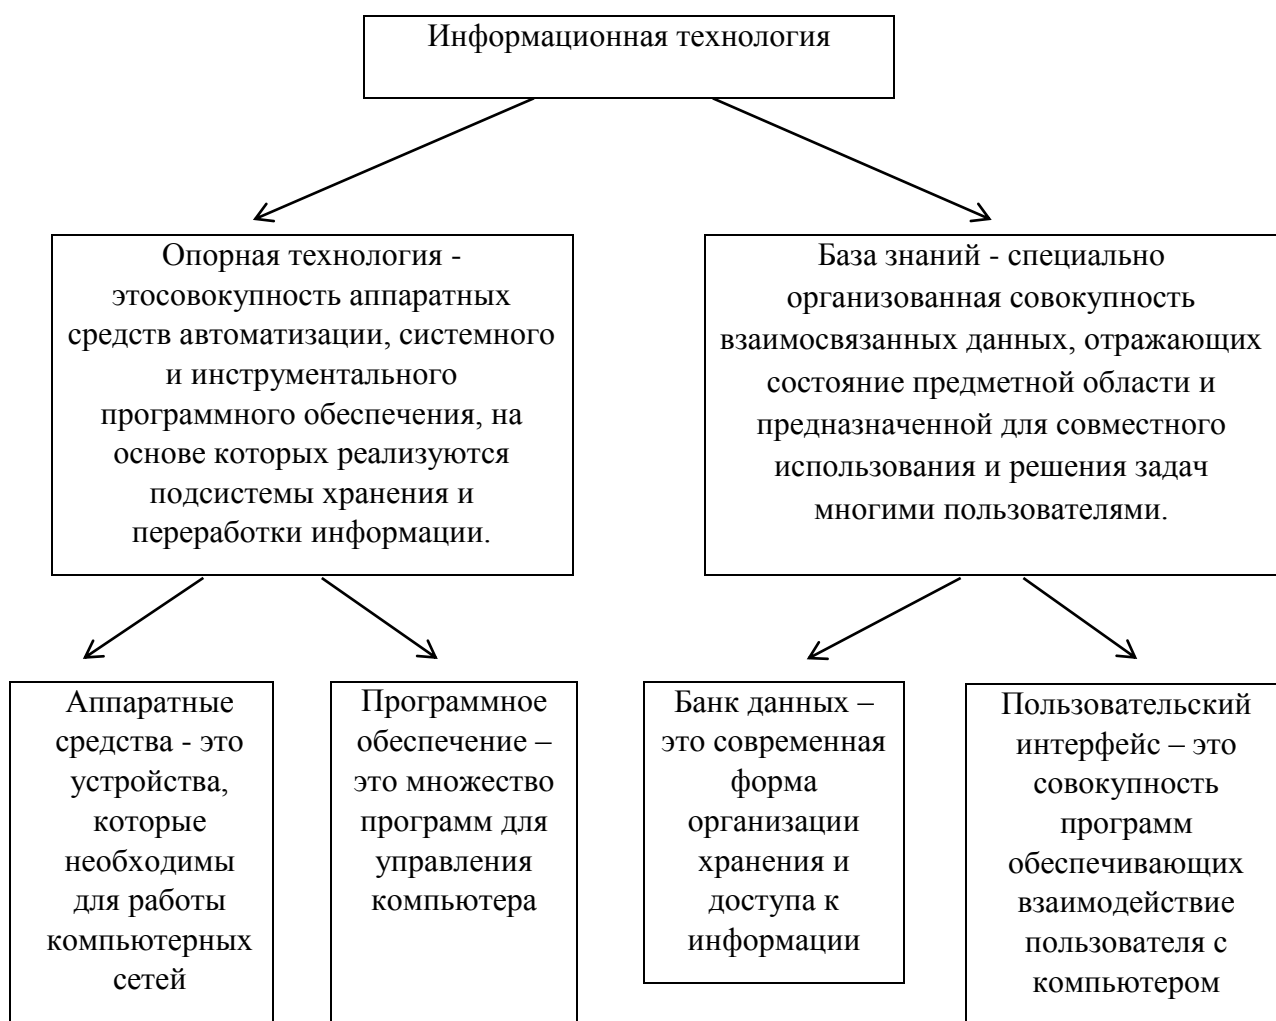 Информационная технология
Опорная технология -
этосовокупность аппаратных
средств автоматизации, системного
и инструментального
программного обеспечения, на
основе которых реализуются
подсистемы хранения и
переработки информации.
База знаний - специально
организованная совокупность
взаимосвязанных данных, отражающих
состояние предметной области и
предназначенной для совместного
использования и решения задач
многими пользователями.
Аппаратные
средства - это
устройства,
которые
необходимы
для работы
компьютерных
сетей
Программное
обеспечение –
это множество
программ для
управления
компьютера
Банк данных –
это современная
форма
организации
хранения и
доступа к
информации
Пользовательский
интерфейс – это
совокупность
программ
обеспечивающих
взаимодействие
пользователя с
компьютером